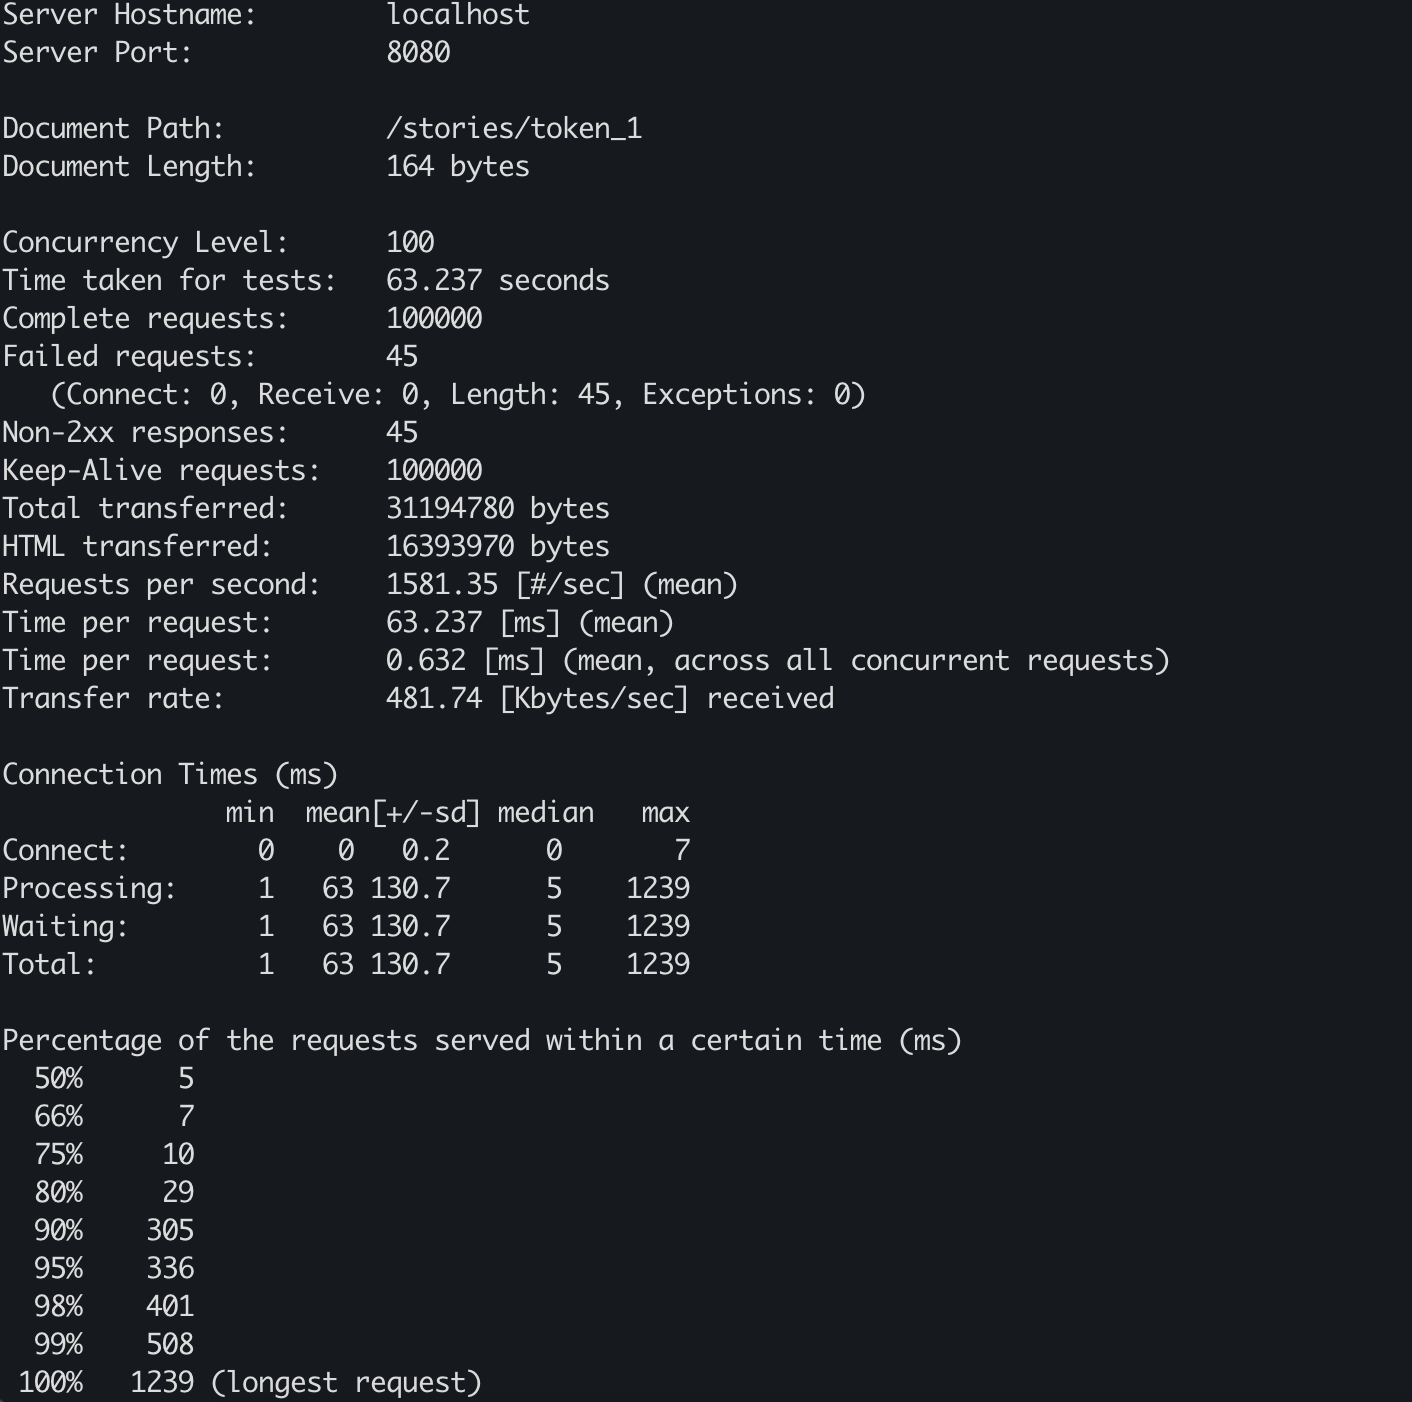 Server Hostname:        localhost
Server Port:            8080

Document Path:          /stories/token_1
Document Length:        164 bytes

Concurrency Level:      100
Time taken for tests:   63.237 seconds
Complete requests:      100000
Failed requests:        45
   (Connect: 0, Receive: 0, Length: 45, Exceptions: 0)
Non-2xx responses:      45
Keep-Alive requests:    100000
Total transferred:      31194780 bytes
HTML transferred:       16393970 bytes
Requests per second:    1581.35 [#/sec] (mean)
Time per request:       63.237 [ms] (mean)
Time per request:       0.632 [ms] (mean, across all concurrent requests)
Transfer rate:          481.74 [Kbytes/sec] received

Connection Times (ms)
              min  mean[+/-sd] median   max
Connect:        0    0   0.2      0       7
Processing:     1   63 130.7      5    1239
Waiting:        1   63 130.7      5    1239
Total:          1   63 130.7      5    1239

Percentage of the requests served within a certain time (ms)
  50%      5
  66%      7
  75%     10
  80%     29
  90%    305
  95%    336
  98%    401
  99%    508
 100%   1239 (longest request)